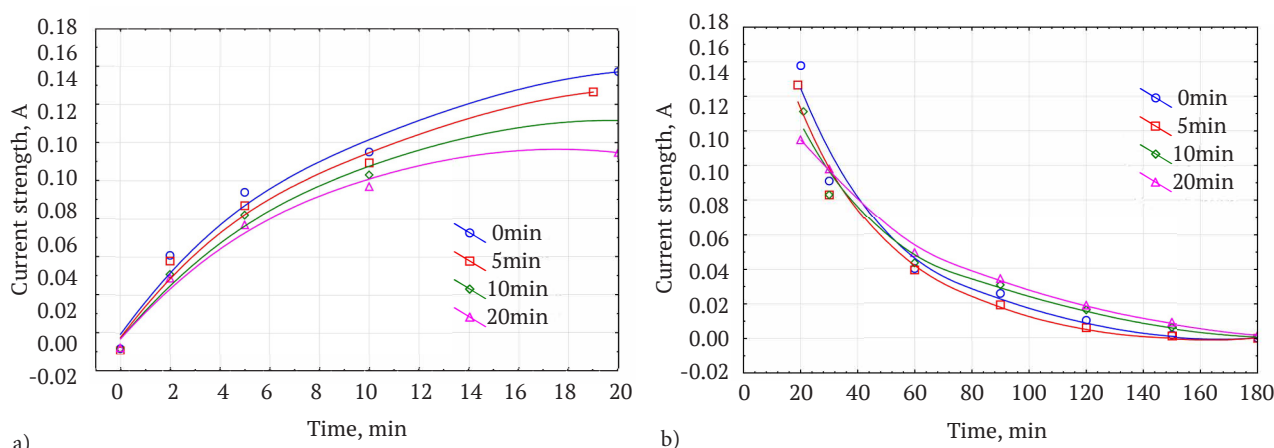 0.18
0.16
0.14
0.12
0.10
0.08
0.06
0.04
0.02
0.00
-0.02
Current strength, A
0 2 4 6 8 10 12 14 16 18 20
Time, min
0min
5min
10min
20min
a)
0.18
0.16
0.14
0.12
0.10
0.08
0.06
0.04
0.02
0.00
-0.02
Current strength, A
0 20 40 60 80 100 120 140 160 180
Time, min
0min
5min
10min
20min
b)